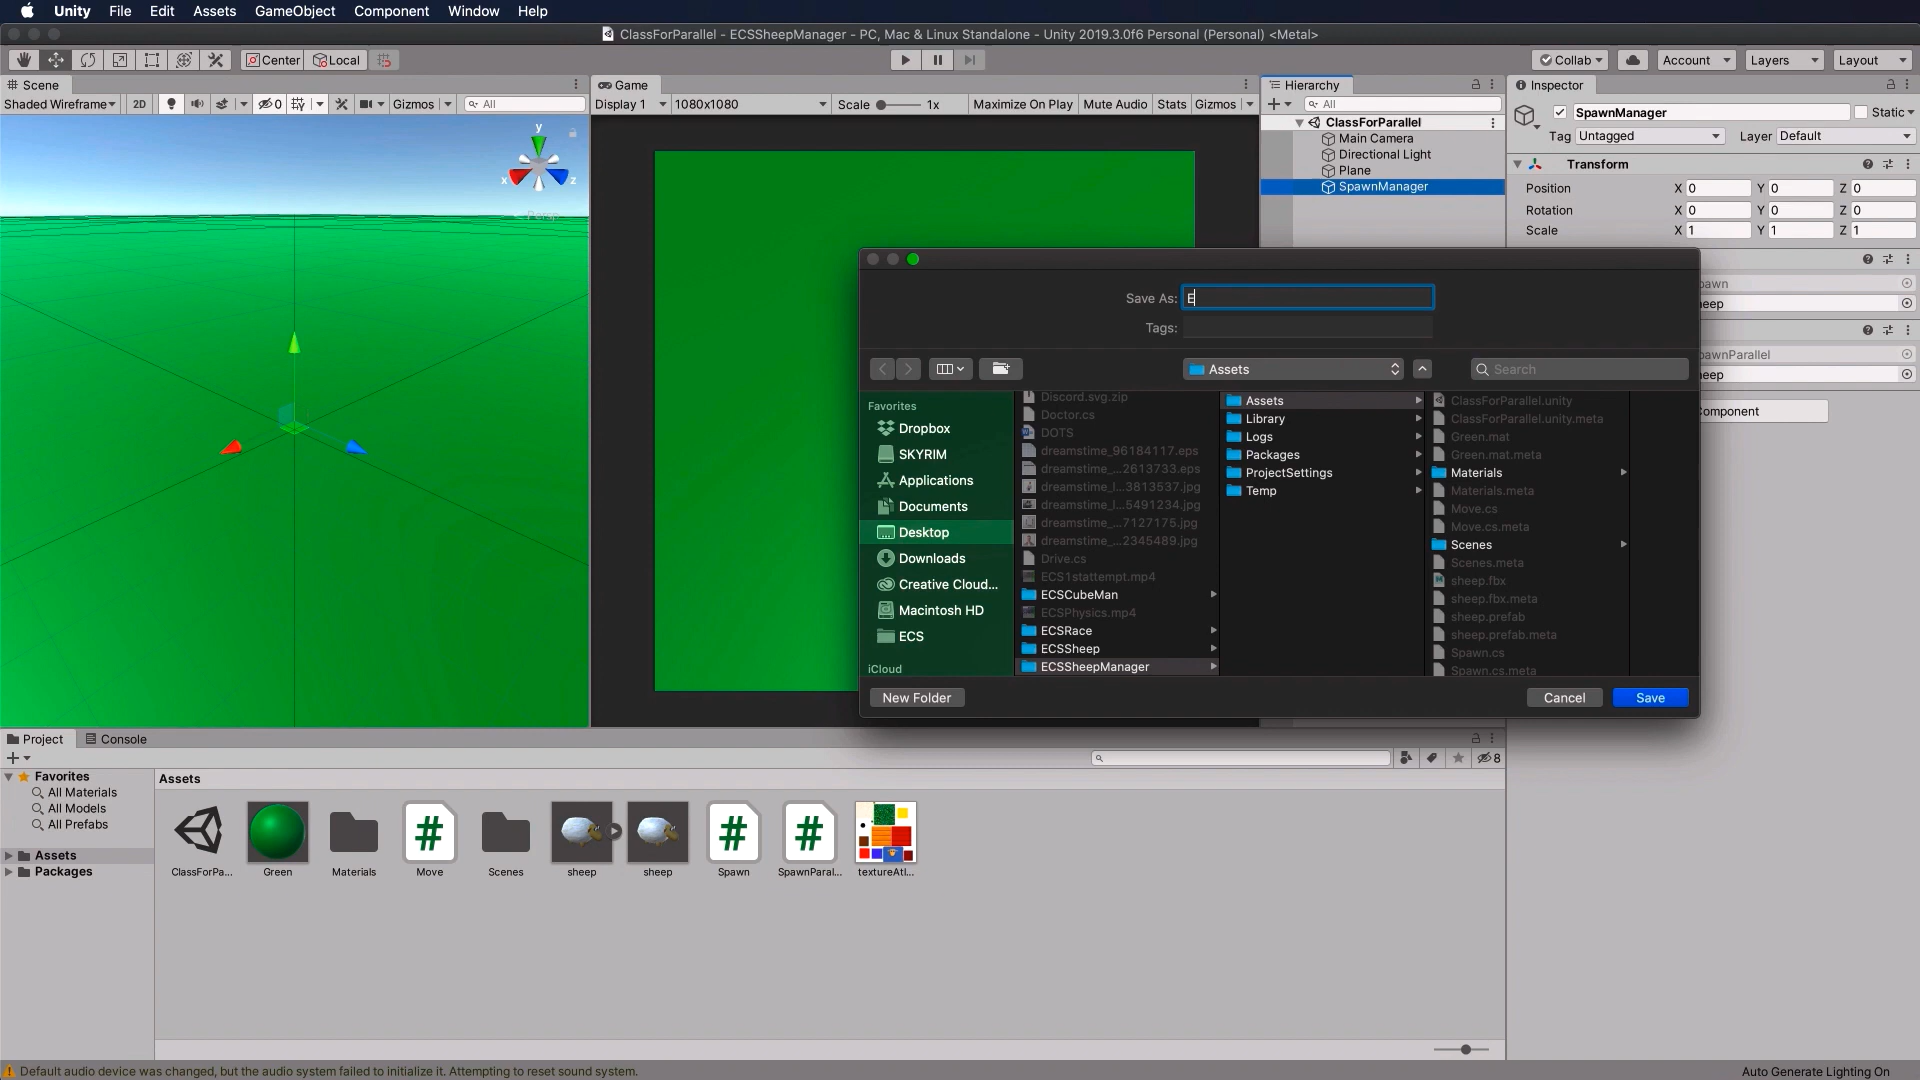 Unity File Edit Assets GameObject Component Window Help
ClassForParallel - ECSSheepManager - PC, Mac & Linux Standalone - Unity 2019.3.0f6 Personal (Personal) <Metal>
Center Local
Collab Account Layers Layout
Scene
Game
Hierarchy
Inspector
Shaded Wireframe 2D 0 Gizmos All
Display 1 1080x1080 Scale 1x Maximize On Play Mute Audio Stats Gizmos
All
SpawnManager Static
Tag Untagged Layer Default
ClassForParallel
Main Camera
Directional Light
Plane
SpawnManager
Transform
Position X 0 Y 0 Z 0
Rotation X 0 Y 0 Z 0
Scale X 1 Y 1 Z 1
y
x
z
Persp
Save As: E
Tags:
Assets
Search
pawn
heep
pawnParallel
heep
omponent
Favorites
Dropbox
SKYRIM
Applications
Documents
Desktop
Downloads
Creative Cloud...
Macintosh HD
ECS
iCloud
Discord.svg.zip
Doctor.cs
DOTS
dreamstime_96184117.eps
dreamstime_...2613733.eps
dreamstime_l...3813537.jpg
dreamstime_...5491234.jpg
dreamstime_...7127175.jpg
dreamstime_...2345489.jpg
Drive.cs
ECS1stattempt.mp4
ECSCubeMan
ECSPhysics.mp4
ECSRace
ECSSheep
ECSSheepManager
Assets
Library
Logs
Packages
ProjectSettings
Temp
ClassForParallel.unity
ClassForParallel.unity.meta
Green.mat
Green.mat.meta
Materials
Materials.meta
Move.cs
Move.cs.meta
Scenes
Scenes.meta
sheep.fbx
sheep.fbx.meta
sheep.prefab
sheep.prefab.meta
Spawn.cs
Spawn.cs.meta
New Folder
Cancel
Save
Project
Console
8
Favorites
All Materials
All Models
All Prefabs
Assets
Packages
Assets
ClassForPa...
Green
Materials
Move
Scenes
sheep
sheep
Spawn
SpawnParal...
textureAtl...
Default audio device was changed, but the audio system failed to initialize it. Attempting to reset sound system.
Auto Generate Lighting On